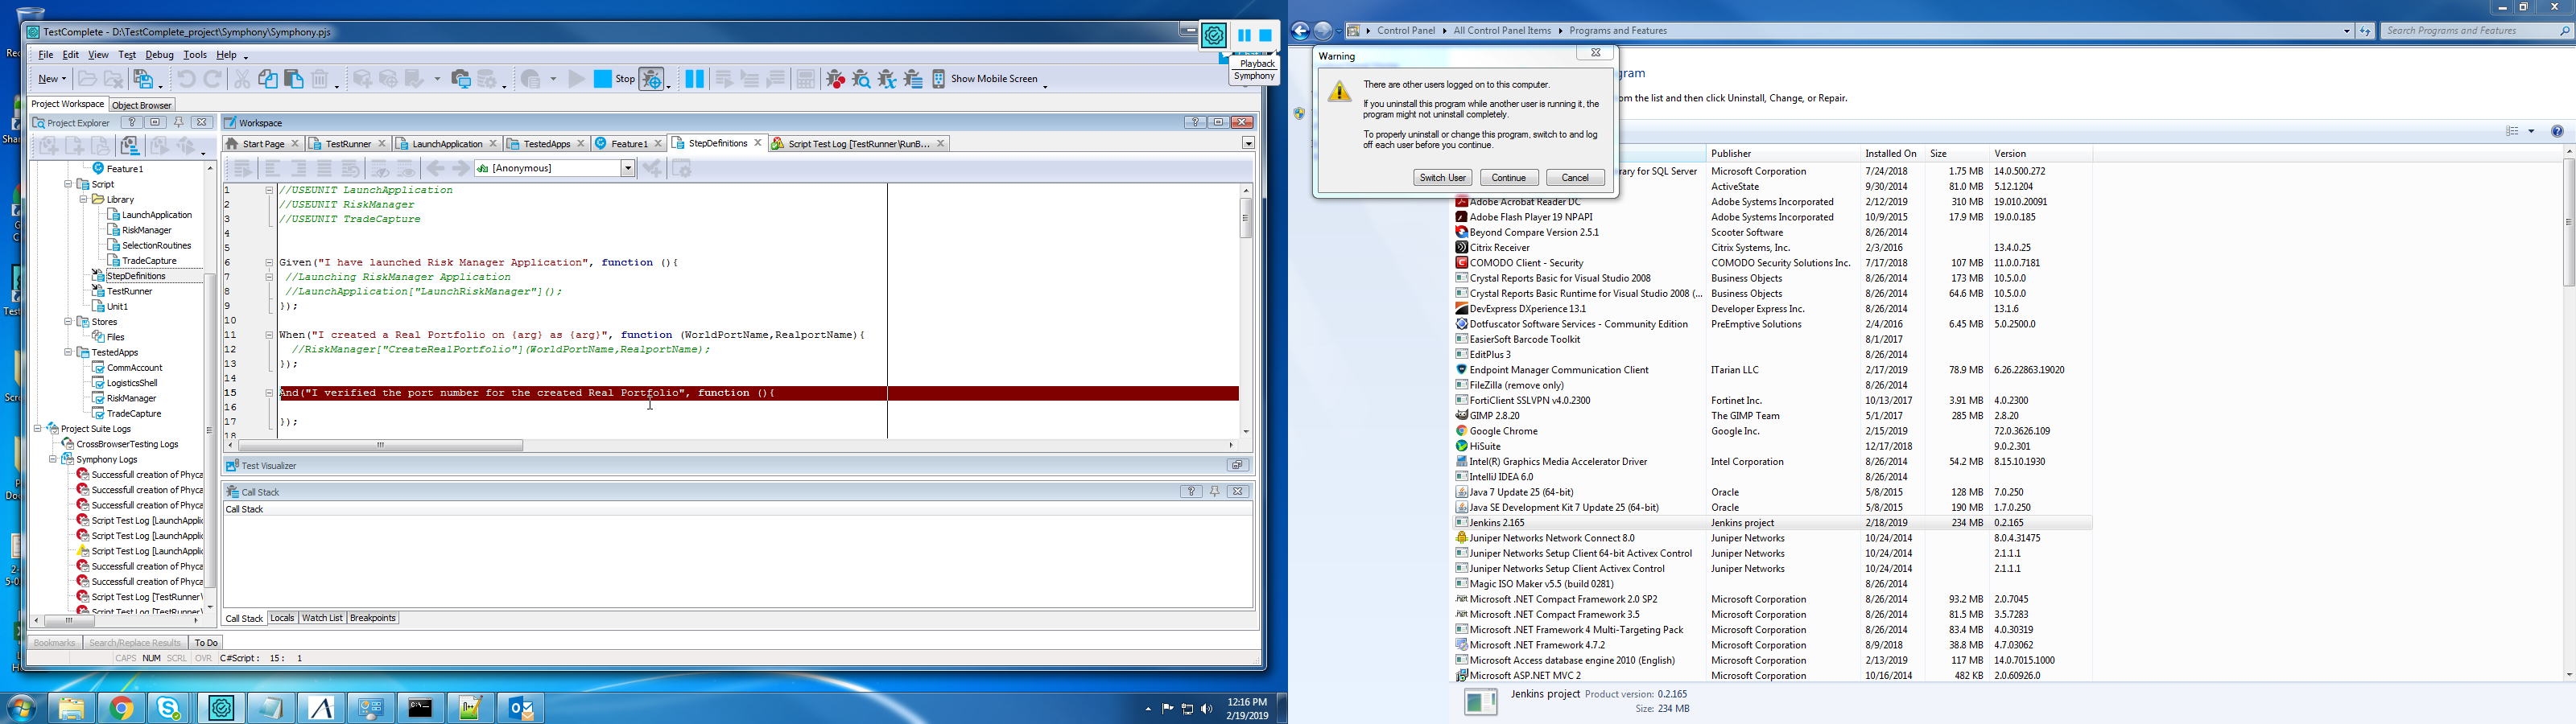 TestComplete - D:\TestComplete_project\Symphony\Symphony.pjs
File Edit View Test Debug Tools Help
New
Stop
Show Mobile Screen
Playback
Symphony
Project Workspace Object Browser
Project Explorer
Feature1
Script
Library
LaunchApplication
RiskManager
SelectionRoutines
TradeCapture
StepDefinitions
TestRunner
Unit1
Stores
Files
TestedApps
CommAccount
LogisticsShell
RiskManager
TradeCapture
Project Suite Logs
CrossBrowserTesting Logs
Symphony Logs
Successfull creation of Phyca
Successfull creation of Phyca
Successfull creation of Phyca
Script Test Log [LaunchApplic
Script Test Log [LaunchApplic
Script Test Log [LaunchApplic
Successfull creation of Phyca
Successfull creation of Phyca
Script Test Log [TestRunner\
Script Test Log [TestRunner\
Workspace
Start Page TestRunner LaunchApplication TestedApps Feature1 StepDefinitions Script Test Log [TestRunner\RunB...
[Anonymous]
1 //USEUNIT LaunchApplication
2 //USEUNIT RiskManager
3 //USEUNIT TradeCapture
4
5
6 Given("I have launched Risk Manager Application", function (){
7 //Launching RiskManager Application
8 //LaunchApplication["LaunchRiskManager"]();
9 });
10
11 When("I created a Real Portfolio on {arg} as {arg}", function (WorldPortName,RealportName){
12 //RiskManager["CreateRealPortfolio"](WorldPortName,RealportName);
13 });
14
15 And("I verified the port number for the created Real Portfolio", function (){
16
17 });
18
Test Visualizer
Call Stack
Call Stack
Call Stack Locals Watch List Breakpoints
Bookmarks Search/Replace Results To Do
CAPS NUM SCRL OVR C#Script : 15 : 1
12:16 PM
2/19/2019
Control Panel All Control Panel Items Programs and Features
Search Programs and Features
Warning
There are other users logged on to this computer.
If you uninstall this program while another user is running it, the
program might not uninstall completely.
To properly uninstall or change this program, switch to and log
off each user before you continue.
Switch User Continue Cancel
gram
om the list and then click Uninstall, Change, or Repair.
Publisher Installed On Size Version
rary for SQL Server Microsoft Corporation 7/24/2018 1.75 MB 14.0.500.272
ActiveState 9/30/2014 81.0 MB 5.12.1204
Adobe Acrobat Reader DC Adobe Systems Incorporated 2/12/2019 310 MB 19.010.20091
Adobe Flash Player 19 NPAPI Adobe Systems Incorporated 10/9/2015 17.9 MB 19.0.0.185
Beyond Compare Version 2.5.1 Scooter Software 8/26/2014
Citrix Receiver Citrix Systems, Inc. 2/3/2016 13.4.0.25
COMODO Client - Security COMODO Security Solutions Inc. 7/17/2018 107 MB 11.0.0.7181
Crystal Reports Basic for Visual Studio 2008 Business Objects 8/26/2014 173 MB 10.5.0.0
Crystal Reports Basic Runtime for Visual Studio 2008 (... Business Objects 8/26/2014 64.6 MB 10.5.0.0
DevExpress DXperience 13.1 Developer Express Inc. 8/26/2014 13.1.6
Dotfuscator Software Services - Community Edition PreEmptive Solutions 2/4/2016 6.45 MB 5.0.2500.0
EasierSoft Barcode Toolkit 8/1/2017
EditPlus 3 8/26/2014
Endpoint Manager Communication Client ITarian LLC 2/17/2019 78.9 MB 6.26.22863.19020
FileZilla (remove only) 8/26/2014
FortiClient SSLVPN v4.0.2300 Fortinet Inc. 10/13/2017 3.91 MB 4.0.2300
GIMP 2.8.20 The GIMP Team 5/1/2017 285 MB 2.8.20
Google Chrome Google Inc. 2/15/2019 72.0.3626.109
HiSuite 12/17/2018 9.0.2.301
Intel(R) Graphics Media Accelerator Driver Intel Corporation 8/26/2014 54.2 MB 8.15.10.1930
IntelliJ IDEA 6.0 8/26/2014
Java 7 Update 25 (64-bit) Oracle 5/8/2015 128 MB 7.0.250
Java SE Development Kit 7 Update 25 (64-bit) Oracle 5/8/2015 190 MB 1.7.0.250
Jenkins 2.165 Jenkins project 2/18/2019 234 MB 0.2.165
Juniper Networks Network Connect 8.0 Juniper Networks 10/24/2014 8.0.4.31475
Juniper Networks Setup Client 64-bit Activex Control Juniper Networks 10/24/2014 2.1.1.1
Juniper Networks Setup Client Activex Control Juniper Networks 10/24/2014 2.1.1.1
Magic ISO Maker v5.5 (build 0281) 8/26/2014
Microsoft .NET Compact Framework 2.0 SP2 Microsoft Corporation 8/26/2014 93.2 MB 2.0.7045
Microsoft .NET Compact Framework 3.5 Microsoft Corporation 8/26/2014 81.5 MB 3.5.7283
Microsoft .NET Framework 4 Multi-Targeting Pack Microsoft Corporation 8/26/2014 83.4 MB 4.0.30319
Microsoft .NET Framework 4.7.2 Microsoft Corporation 8/9/2018 38.8 MB 4.7.03062
Microsoft Access database engine 2010 (English) Microsoft Corporation 2/13/2019 117 MB 14.0.7015.1000
Microsoft ASP.NET MVC 2 Microsoft Corporation 10/16/2014 482 KB 2.0.60926.0
Jenkins project Product version: 0.2.165
Size: 234 MB